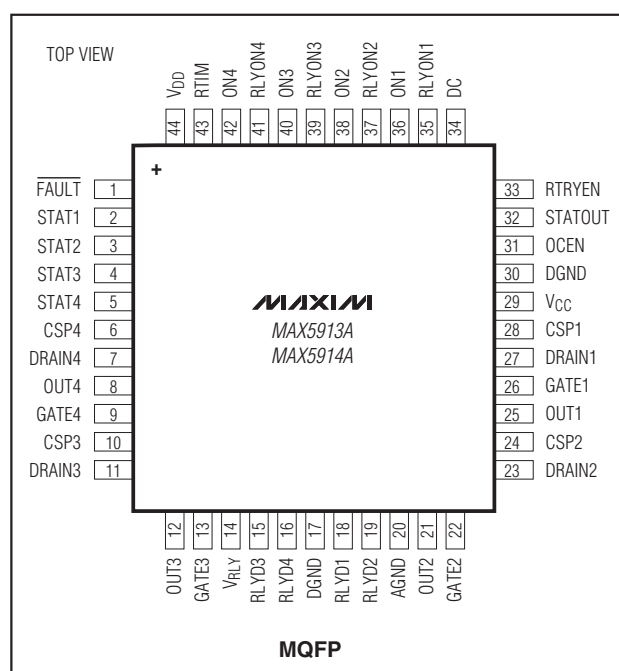 TOP VIEW
VDD
RTIM
ON4
RLYON4
ON3
RLYON3
ON2
RLYON2
ON1
RLYON1
DC
44
43
42
41
40
39
38
37
36
35
34
+
FAULT 1
STAT1 2
STAT2 3
STAT3 4
STAT4 5
CSP4 6
DRAIN4 7
OUT4 8
GATE4 9
CSP3 10
DRAIN3 11
MAXIM
MAX5913A
MAX5914A
33 RTRYEN
32 STATOUT
31 OCEN
30 DGND
29 VCC
28 CSP1
27 DRAIN1
26 GATE1
25 OUT1
24 CSP2
23 DRAIN2
12
13
14
15
16
17
18
19
20
21
22
OUT3
GATE3
VRLY
RLYD3
RLYD4
DGND
RLYD1
RLYD2
AGND
OUT2
GATE2
MQFP